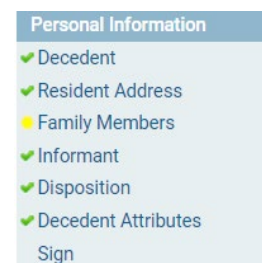 Personal Information
Decedent
Resident Address
Family Members
Informant
Disposition
Decedent Attributes
Sign